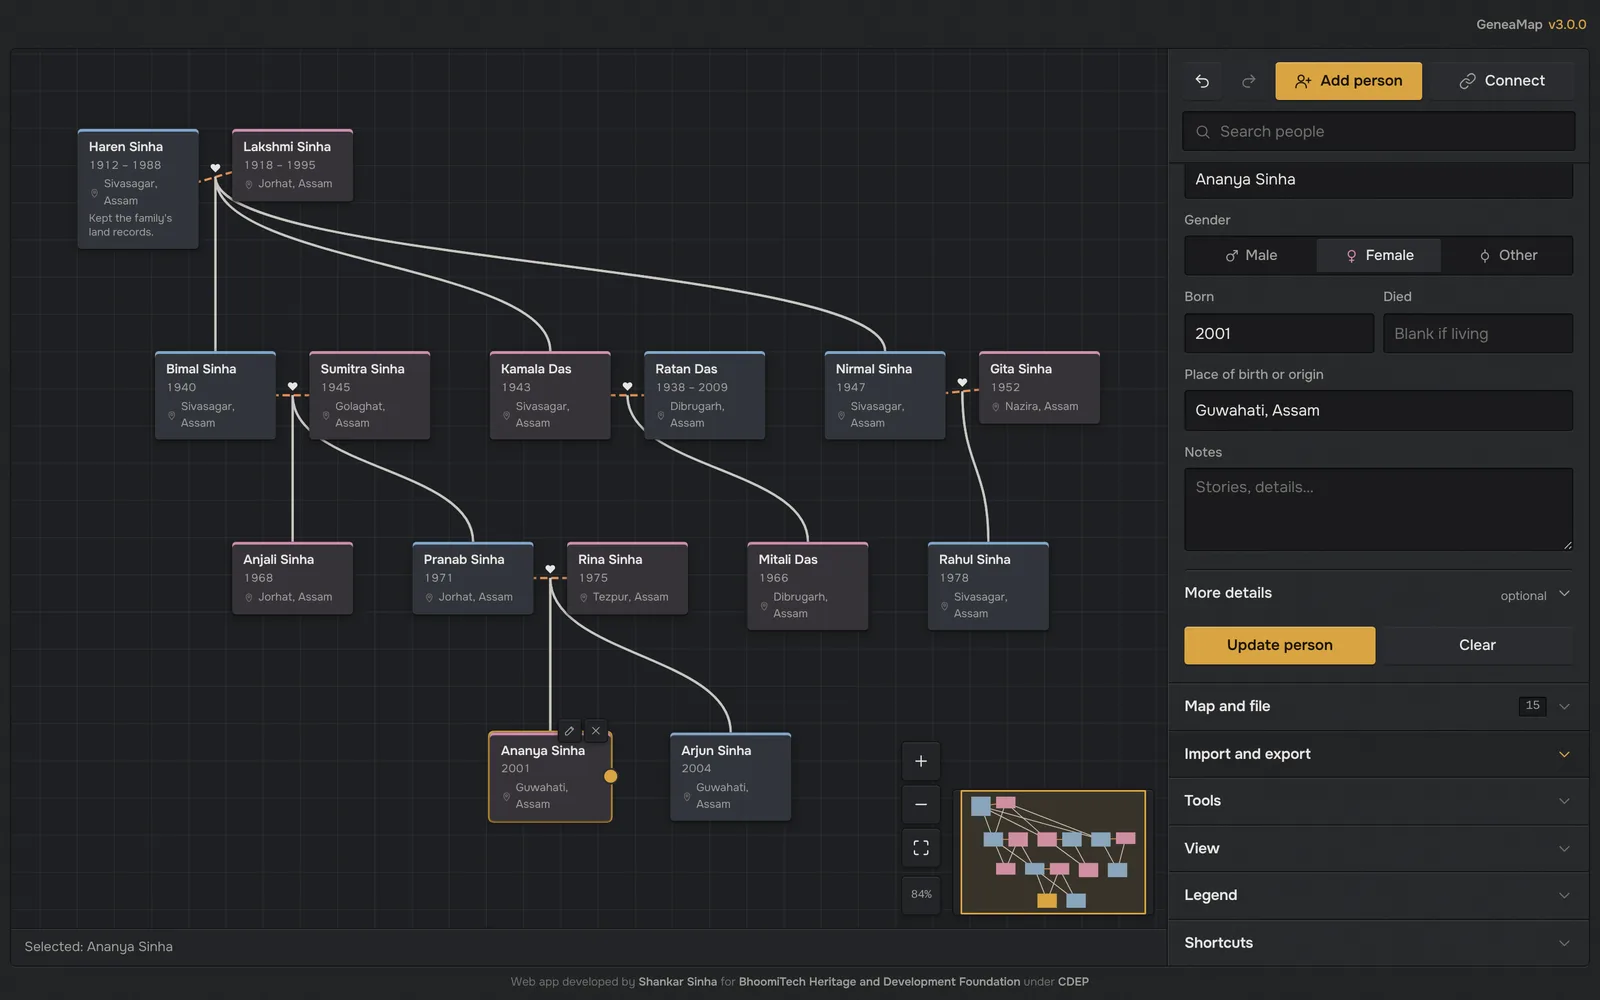 GeneaMap v3.0.0
Add person
Connect
Search people
Haren Sinha
1912 – 1988
Sivasagar,
Assam
Kept the family's
land records.
Lakshmi Sinha
1918 – 1995
Jorhat, Assam
Bimal Sinha
1940
Sivasagar,
Assam
Sumitra Sinha
1945
Golaghat,
Assam
Kamala Das
1943
Sivasagar,
Assam
Ratan Das
1938 – 2009
Dibrugarh,
Assam
Nirmal Sinha
1947
Sivasagar,
Assam
Gita Sinha
1952
Nazira, Assam
Anjali Sinha
1968
Jorhat, Assam
Pranab Sinha
1971
Jorhat, Assam
Rina Sinha
1975
Tezpur, Assam
Mitali Das
1966
Dibrugarh,
Assam
Rahul Sinha
1978
Sivasagar,
Assam
Ananya Sinha
2001
Guwahati,
Assam
Arjun Sinha
2004
Guwahati,
Assam
84%
Selected: Ananya Sinha
Ananya Sinha
Gender
Male
Female
Other
Born
Died
2001
Blank if living
Place of birth or origin
Guwahati, Assam
Notes
Stories, details...
More details
optional
Update person
Clear
Map and file
15
Import and export
Tools
View
Legend
Shortcuts
Web app developed by Shankar Sinha for BhoomiTech Heritage and Development Foundation under CDEP